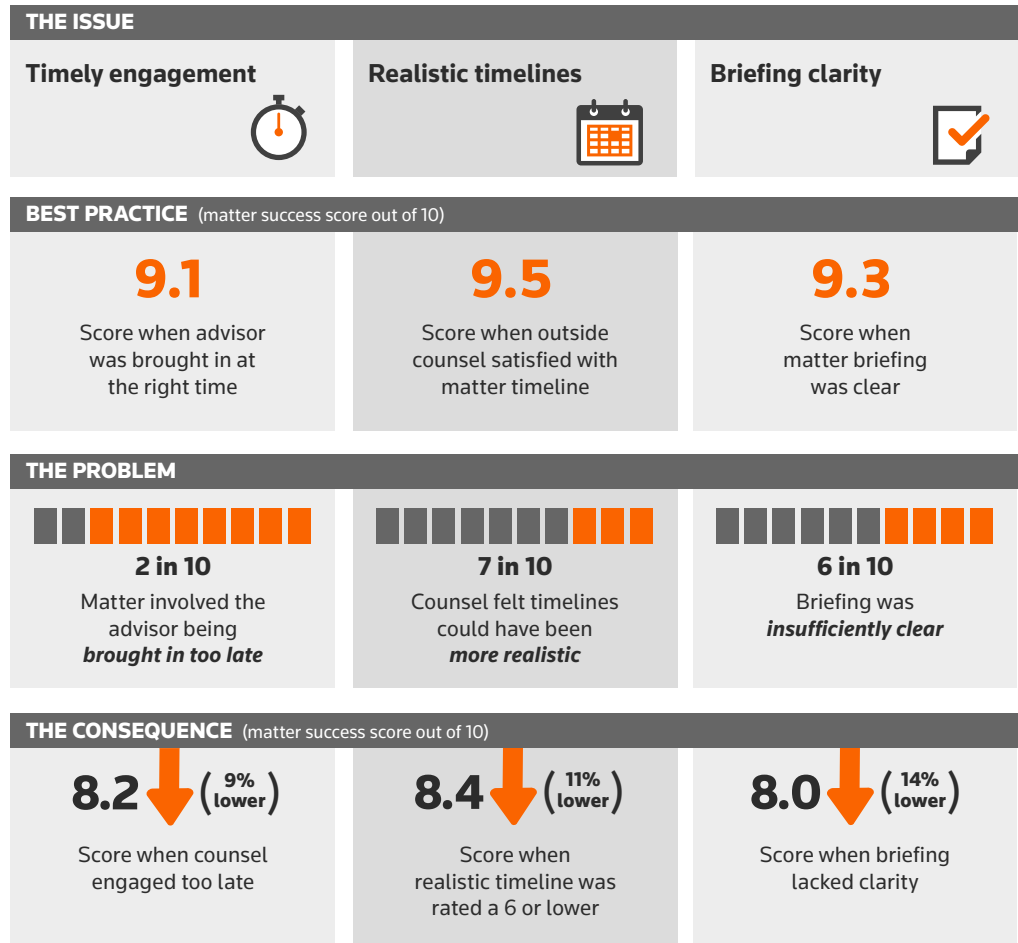 THE ISSUE
Timely engagement
Realistic timelines
Briefing clarity
BEST PRACTICE (matter success score out of 10)
9.1
Score when advisor
was brought in at
the right time
9.5
Score when outside
counsel satisfied with
matter timeline
9.3
Score when
matter briefing
was clear
THE PROBLEM
2 in 10
Matter involved the
advisor being
brought in too late
7 in 10
Counsel felt timelines
could have been
more realistic
6 in 10
Briefing was
insufficiently clear
THE CONSEQUENCE (matter success score out of 10)
8.2 (9% lower)
Score when counsel
engaged too late
8.4 (11% lower)
Score when
realistic timeline was
rated a 6 or lower
8.0 (14% lower)
Score when briefing
lacked clarity